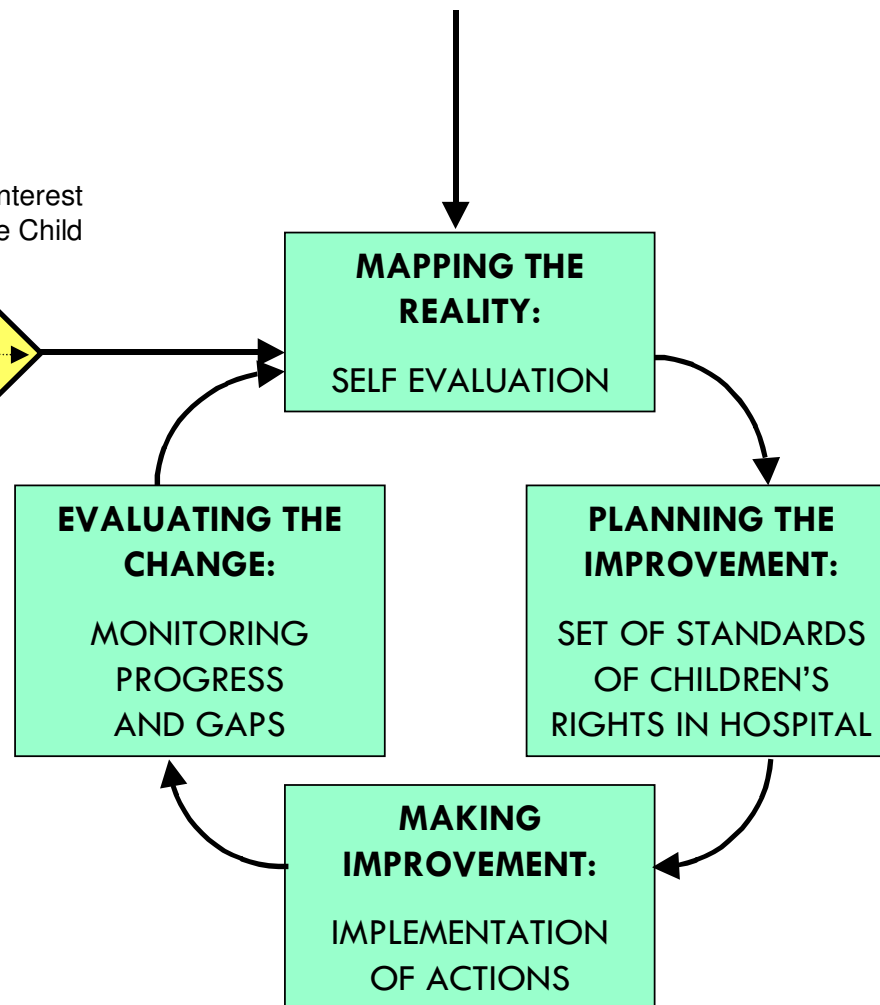 nterest
e Child
MAPPING THE
REALITY:
SELF EVALUATION
EVALUATING THE
CHANGE:
MONITORING
PROGRESS
AND GAPS
PLANNING THE
IMPROVEMENT:
SET OF STANDARDS
OF CHILDREN’S
RIGHTS IN HOSPITAL
MAKING
IMPROVEMENT:
IMPLEMENTATION
OF ACTIONS